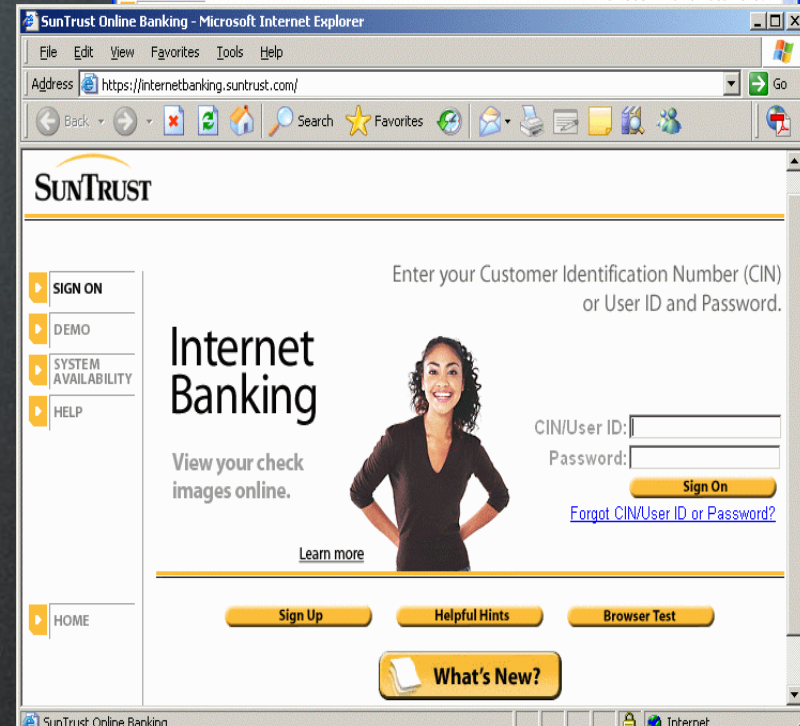 SunTrust Online Banking - Microsoft Internet Explorer
File Edit View Favorites Tools Help
Address https://internetbanking.suntrust.com/ Go
Back Search Favorites
SUNTRUST
Enter your Customer Identification Number (CIN)
or User ID and Password.
SIGN ON
DEMO
SYSTEM
AVAILABILITY
HELP
Internet
Banking
View your check
images online.
Learn more
CIN/User ID:
Password:
Sign On
Forgot CIN/User ID or Password?
HOME
Sign Up Helpful Hints Browser Test
What's New?
SunTrust Online Banking Internet